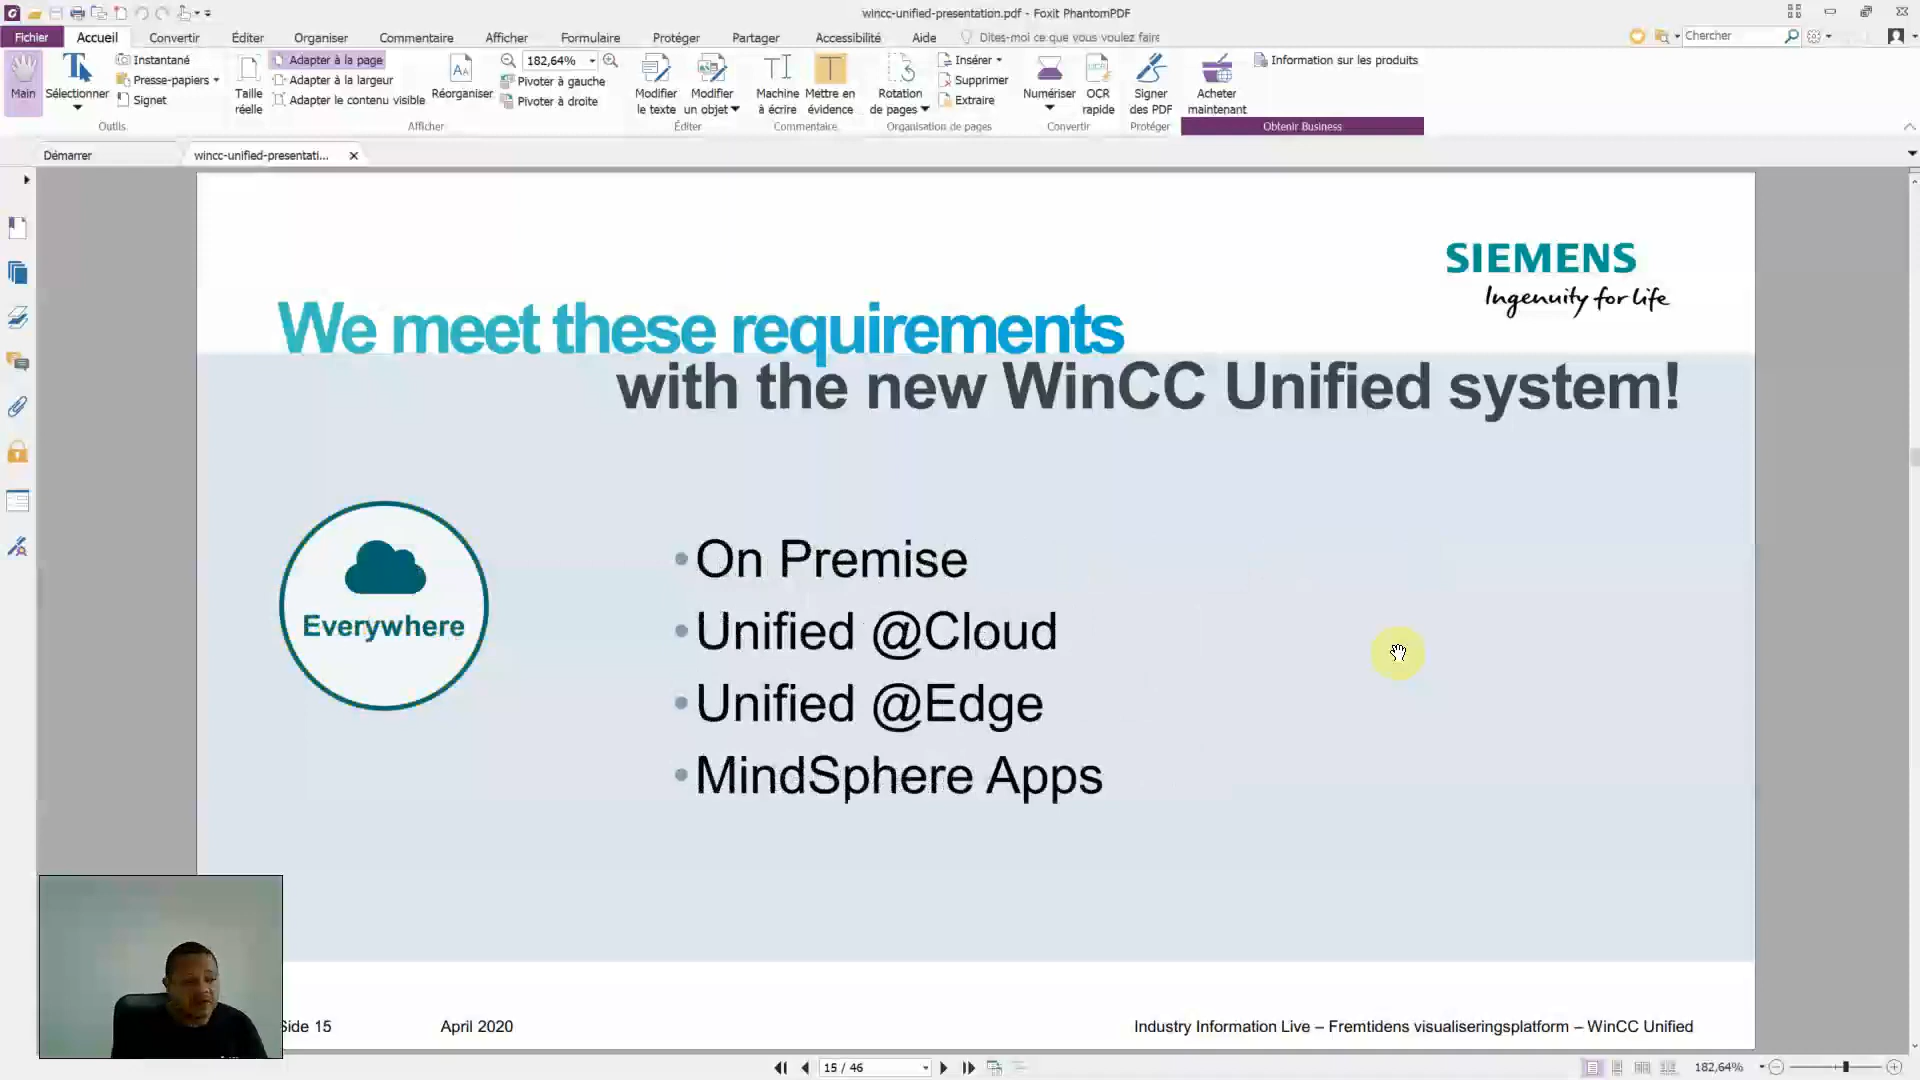 wincc-unified-presentation.pdf - Foxit PhantomPDF
Fichier Accueil Convertir Éditer Organiser Commentaire Afficher Formulaire Protéger Partager Accessibilité Aide Dites-moi ce que vous voulez faire Chercher
Main
Sélectionner
Instantané
Presse-papiers
Signet
Outils
Taille réelle
Adapter à la page
Adapter à la largeur
Adapter le contenu visible
Réorganiser
182,64%
Pivoter à gauche
Pivoter à droite
Afficher
Modifier le texte
Modifier un objet
Éditer
Machine à écrire
Mettre en évidence
Commentaire
Rotation de pages
Insérer
Supprimer
Extraire
Organisation de pages
Numériser
OCR rapide
Convertir
Signer des PDF
Protéger
Acheter maintenant
Information sur les produits
Obtenir Business
Démarrer
wincc-unified-presentati...
SIEMENS
Ingenuity for life
We meet these requirements
with the new WinCC Unified system!
Everywhere
• On Premise
• Unified @Cloud
• Unified @Edge
• MindSphere Apps
Side 15 April 2020 Industry Information Live – Fremtidens visualiseringsplatform – WinCC Unified
15 / 46
182,64%